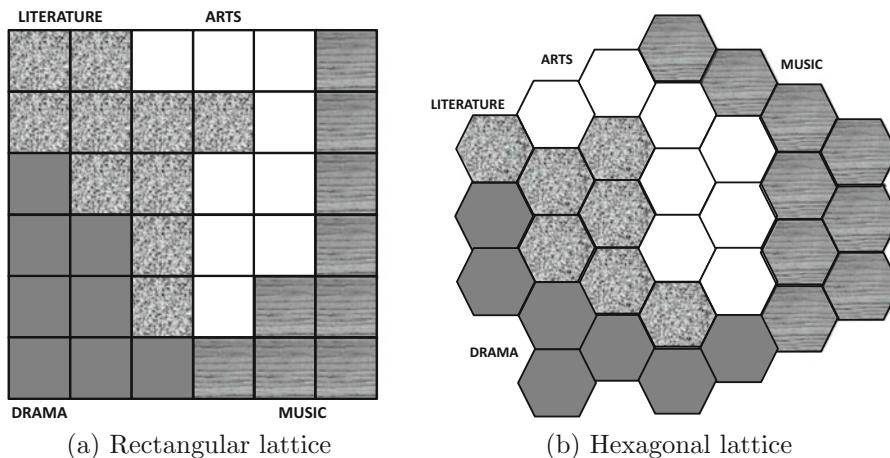 LITERATURE
ARTS
DRAMA
MUSIC
(a) Rectangular lattice
ARTS
MUSIC
LITERATURE
DRAMA
(b) Hexagonal lattice